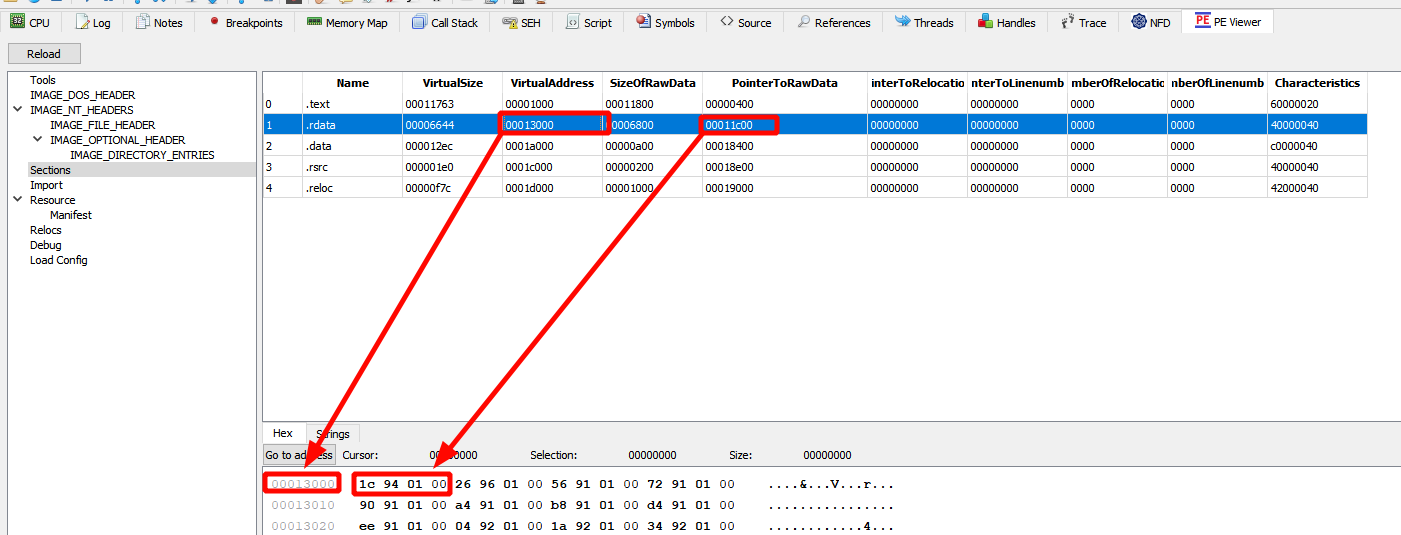 CPU Log Notes Breakpoints Memory Map Call Stack SEH Script Symbols Source References Threads Handles Trace NFD PE PE Viewer
Reload
Tools
IMAGE_DOS_HEADER
IMAGE_NT_HEADERS
IMAGE_FILE_HEADER
IMAGE_OPTIONAL_HEADER
IMAGE_DIRECTORY_ENTRIES
Sections
Import
Resource
Manifest
Relocs
Debug
Load Config
Name VirtualSize VirtualAddress SizeOfRawData PointerToRawData interToRelocatio nterToLinenumb mberOfRelocatio nberOfLinenumb Characteristics
0 .text 00011763 00001000 00011800 00000400 00000000 00000000 0000 0000 60000020
1 .rdata 00006644 00013000 00006800 00011c00 00000000 00000000 0000 0000 40000040
2 .data 000012ec 0001a000 00000a00 00018400 00000000 00000000 0000 0000 c0000040
3 .rsrc 000001e0 0001c000 00000200 00018e00 00000000 00000000 0000 0000 40000040
4 .reloc 00000f7c 0001d000 00001000 00019000 00000000 00000000 0000 0000 42000040
Hex Strings
Go to address Cursor: 00000000 Selection: 00000000 Size: 00000000
00013000 1c 94 01 00 26 96 01 00 56 91 01 00 72 91 01 00 ....&...V...r...
00013010 90 91 01 00 a4 91 01 00 b8 91 01 00 d4 91 01 00 ................
00013020 ee 91 01 00 04 92 01 00 1a 92 01 00 34 92 01 00 ............4...